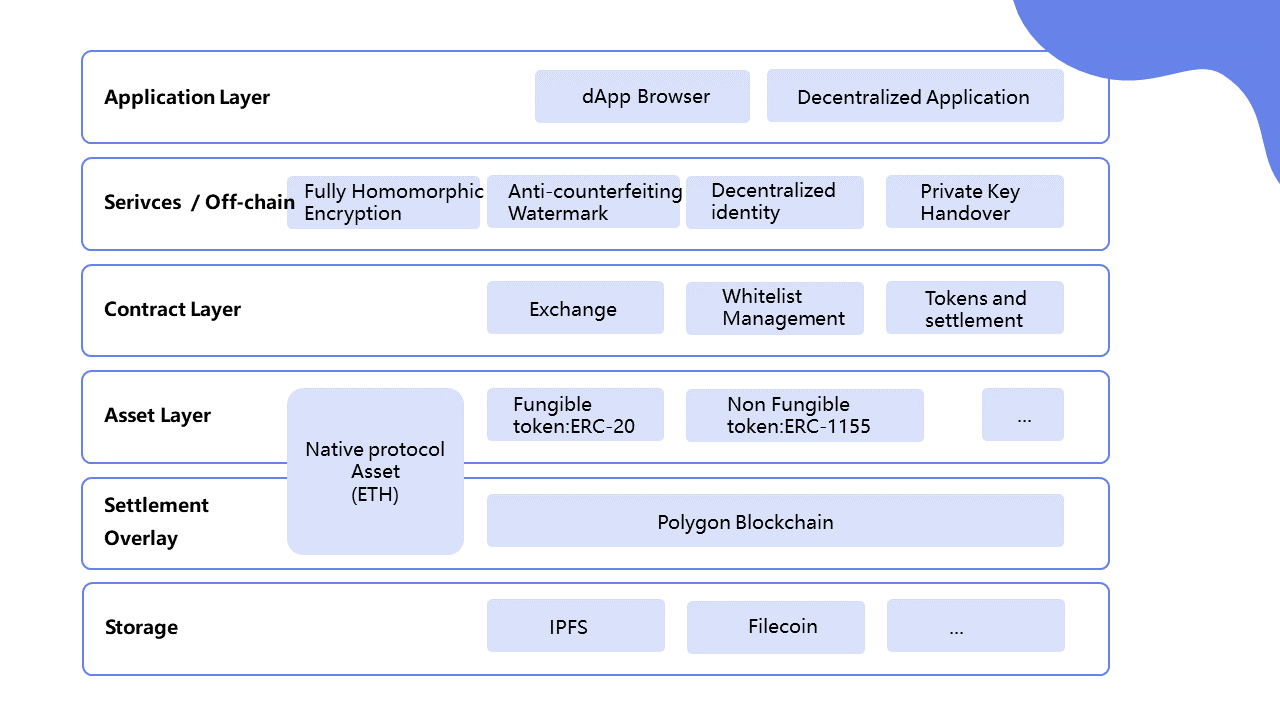 Application Layer
dApp Browser
Decentralized Application
Serivces / Off-chain
Fully Homomorphic
Encryption
Anti-counterfeiting
Watermark
Decentralized
identity
Private Key
Handover
Contract Layer
Exchange
Whitelist
Management
Tokens and
settlement
Asset Layer
Native protocol
Asset
(ETH)
Fungible
token:ERC-20
Non Fungible
token:ERC-1155
...
Settlement
Overlay
Polygon Blockchain
Storage
IPFS
Filecoin
...